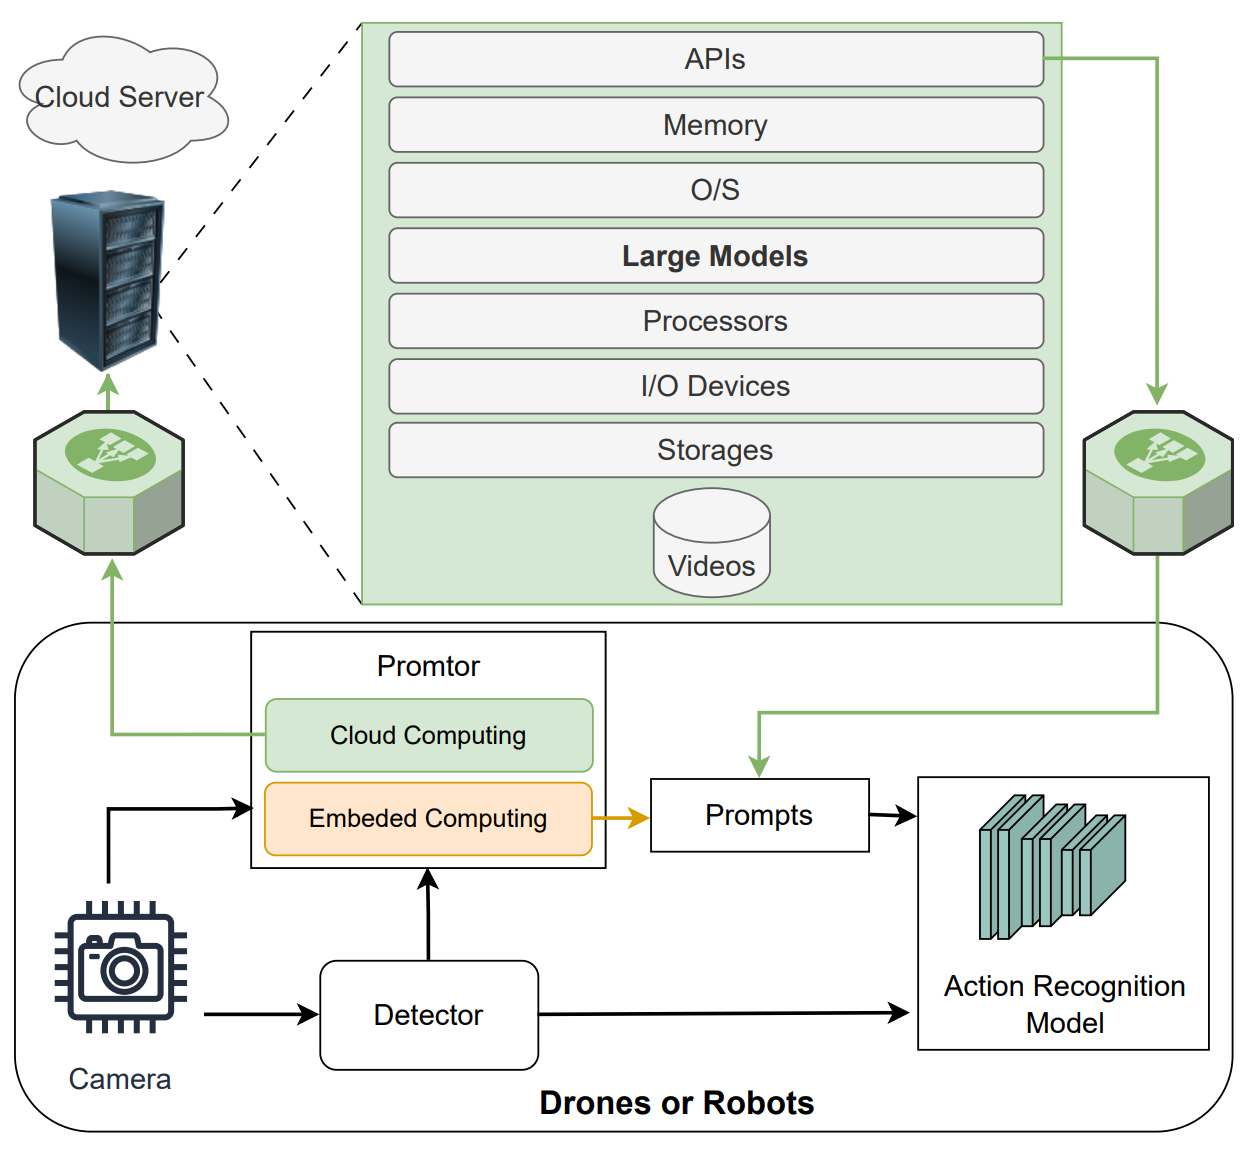 Cloud Server
APIs
Memory
O/S
Large Models
Processors
I/O Devices
Storages
Videos
Promtor
Cloud Computing
Embeded Computing
Prompts
Action Recognition
Model
Detector
Camera
Drones or Robots